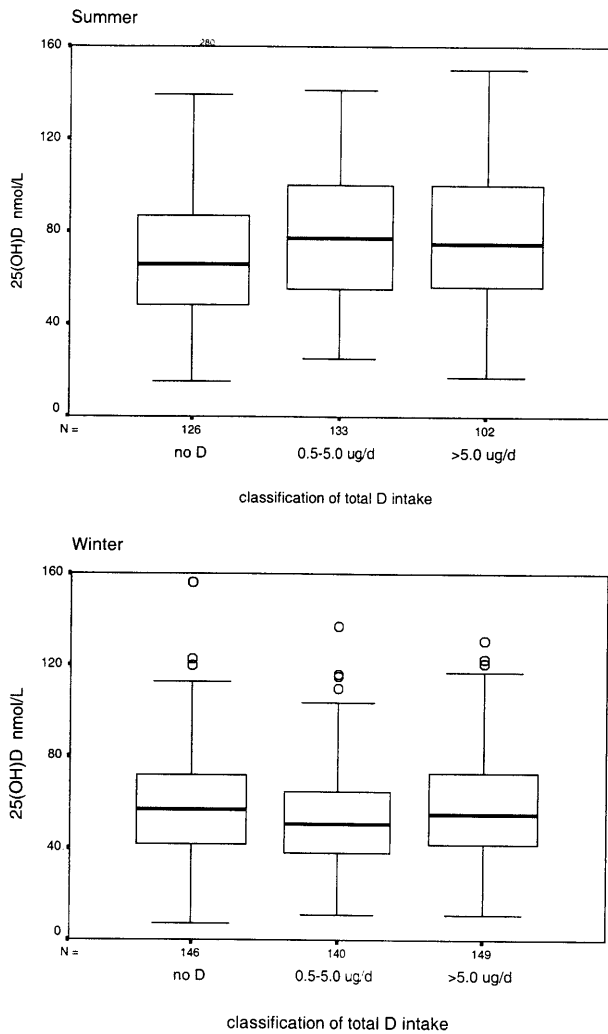 Summer
280
160
120
80
40
0
25(OH)D nmol/L
N = 126 133 102
no D 0.5-5.0 ug/d >5.0 ug/d
classification of total D intake
Winter
160
120
80
40
0
25(OH)D nmol/L
N = 146 140 149
no D 0.5-5.0 ug/d >5.0 ug/d
classification of total D intake